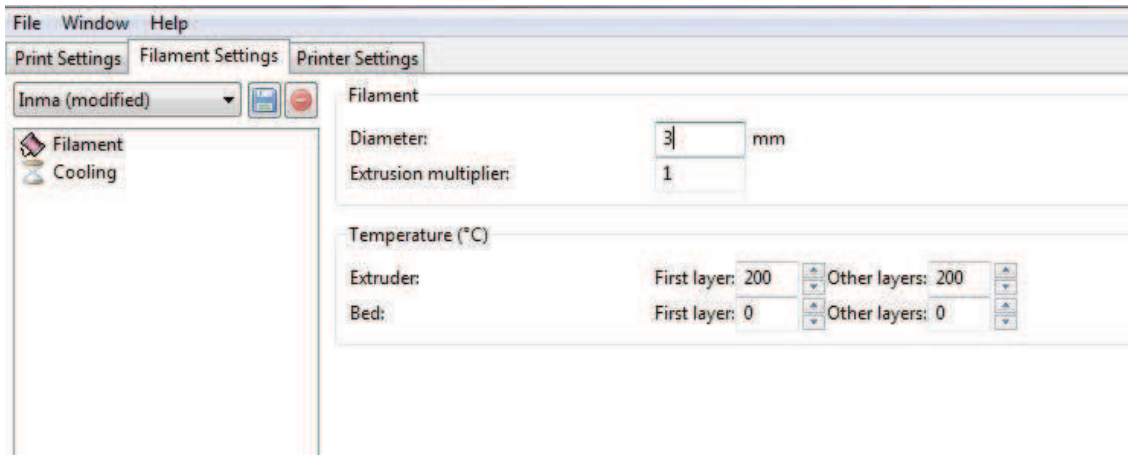 File Window Help
Print Settings Filament Settings Printer Settings
Inma (modified)
Filament
Cooling
Filament
Diameter: 3 mm
Extrusion multiplier: 1
Temperature (°C)
Extruder: First layer: 200 Other layers: 200
Bed: First layer: 0 Other layers: 0